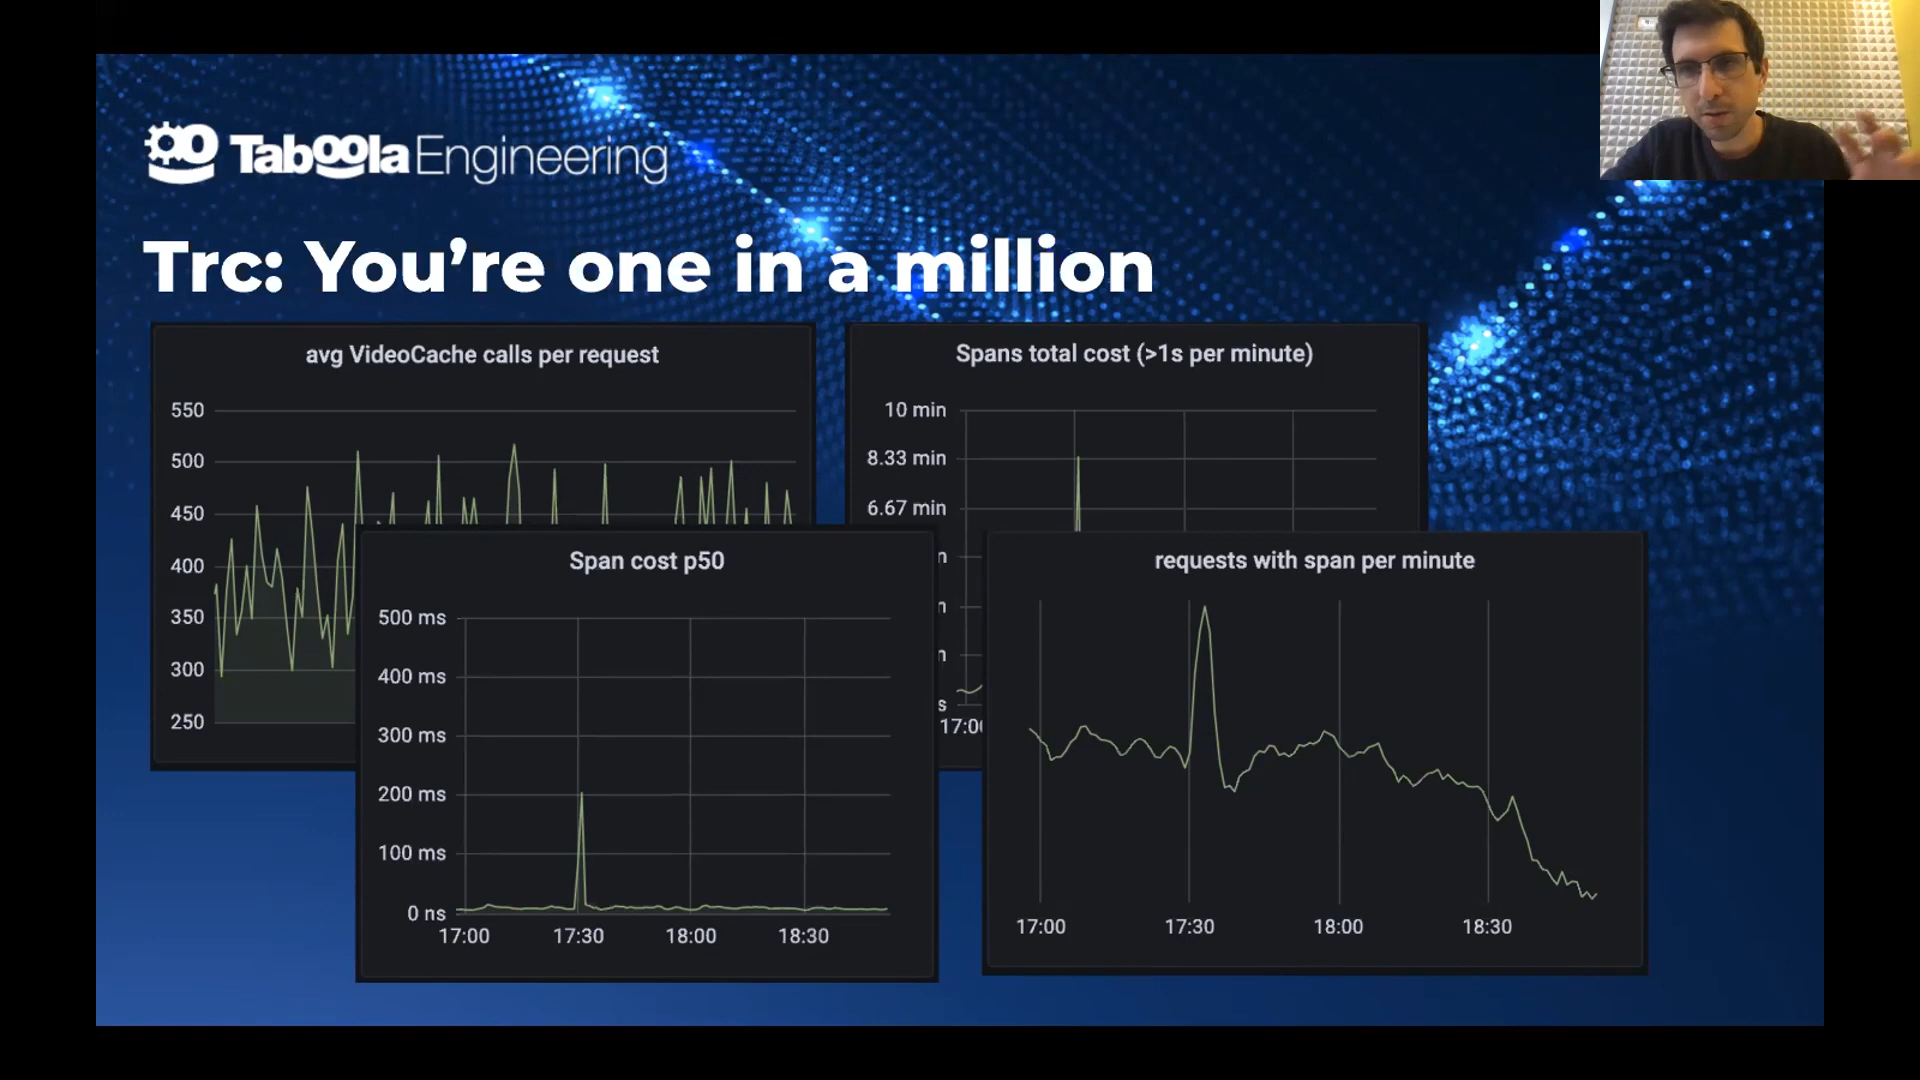 Taboola Engineering
Trc: You're one in a million
avg VideoCache calls per request
550
500
450
400
350
300
250
Spans total cost (>1s per minute)
10 min
8.33 min
6.67 min
n
n
n
s
17:00
Span cost p50
500 ms
400 ms
300 ms
200 ms
100 ms
0 ns
17:00
17:30
18:00
18:30
requests with span per minute
17:00
17:30
18:00
18:30